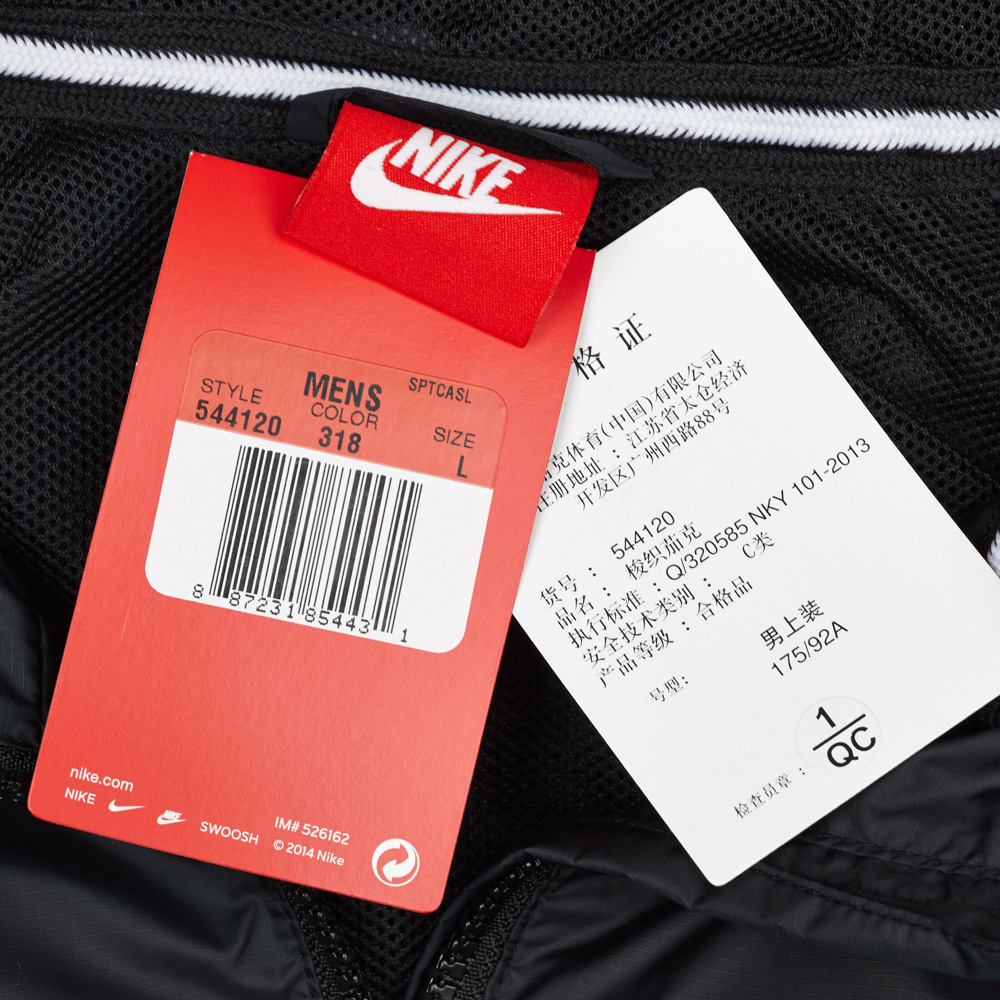 NIKE
STYLE MENS SPTCASL
544120 COLOR
318 SIZE
L
8 87231 85443 1
nike.com
NIKE
NIKE
SWOOSH
IM# 526162
© 2014 Nike
格 证
克体育(中国)有限公司
注册地址：江苏省太仓经济
开发区广州西路88号
货号： 544120
品名： 梭织茄克
执行标准：Q/320585 NKY 101-2013
安全技术类别： C类
产品等级：合格品
号型: 男上装
175/92A
检查员章：
1
QC